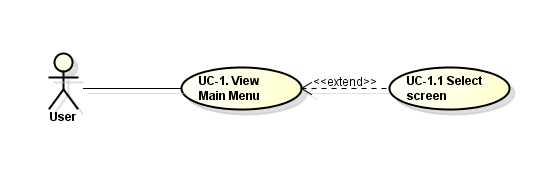 User
UC-1. View
Main Menu
<<extend>>
UC-1.1 Select
screen